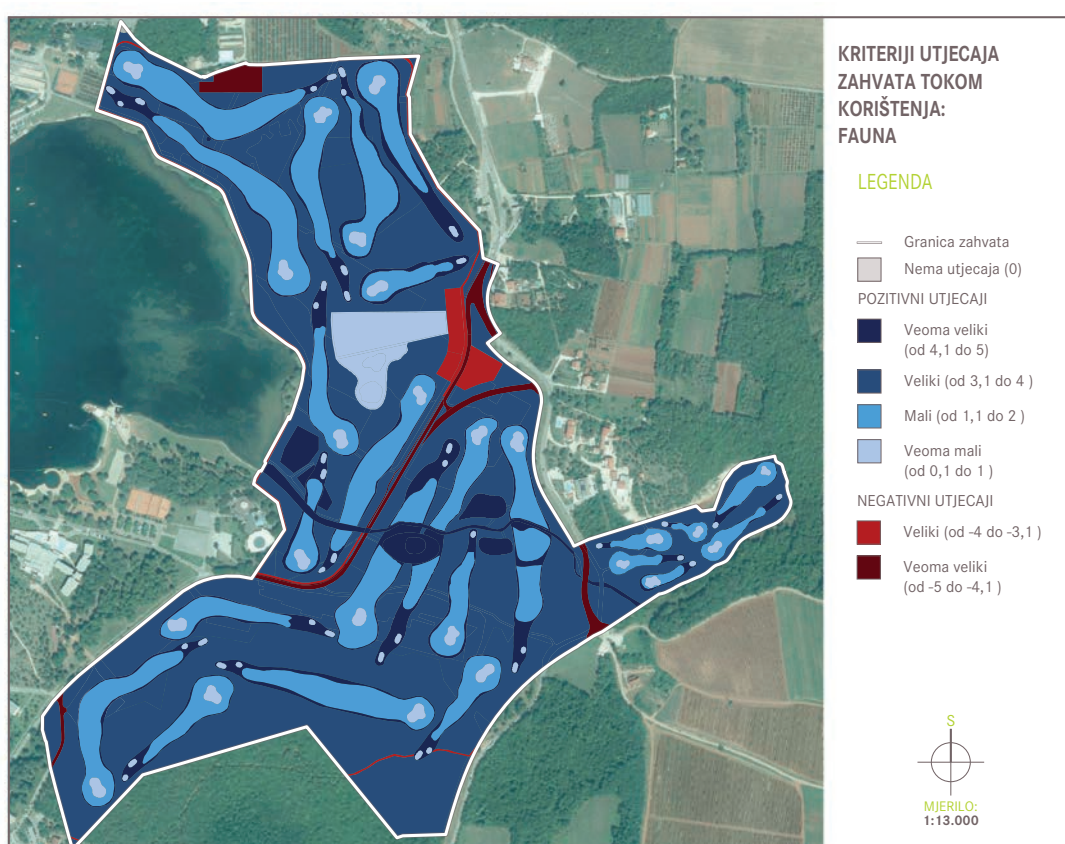 KRITERIJI UTJECAJA
ZAHVATA TOKOM
KORIŠTENJA:
FAUNA
LEGENDA
Granica zahvata
Nema utjecaja (0)
POZITIVNI UTJECAJI
Veoma veliki
(od 4,1 do 5)
Veliki (od 3,1 do 4 )
Mali (od 1,1 do 2 )
Veoma mali
(od 0,1 do 1 )
NEGATIVNI UTJECAJI
Veliki (od -4 do -3,1 )
Veoma veliki
(od -5 do -4,1 )
S
MJERILO:
1:13.000